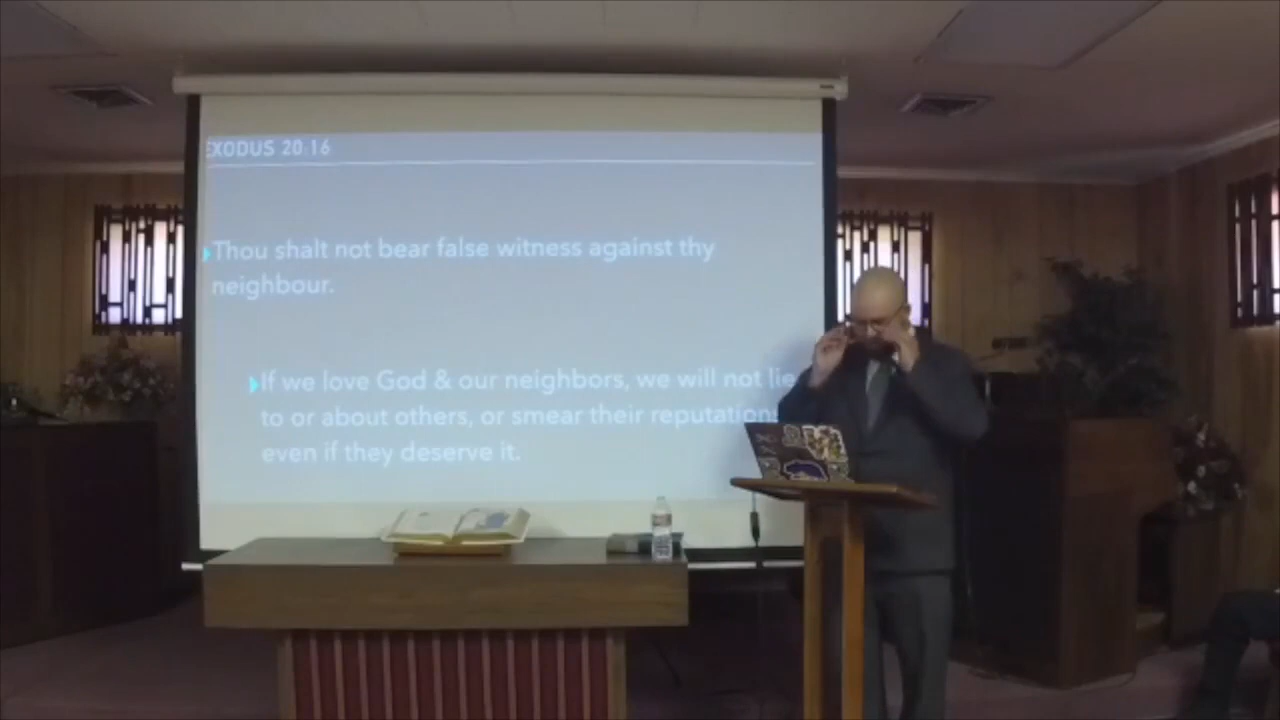 EXODUS 20:16
Thou shalt not bear false witness against thy
neighbour.
If we love God & our neighbors, we will not lie
to or about others, or smear their reputations
even if they deserve it.